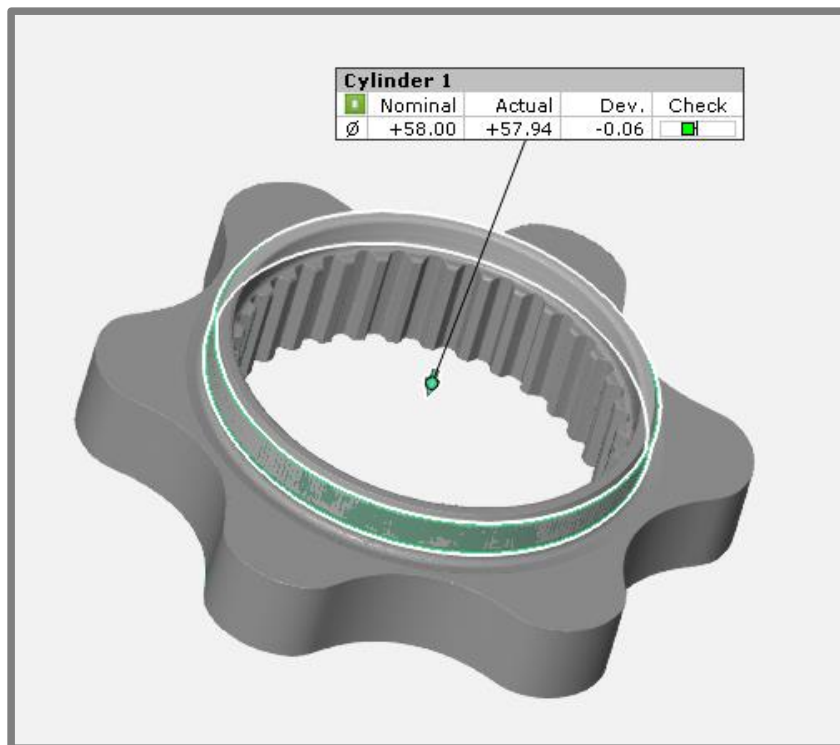 Cylinder 1
Nominal Actual Dev. Check
Ø +58.00 +57.94 -0.06